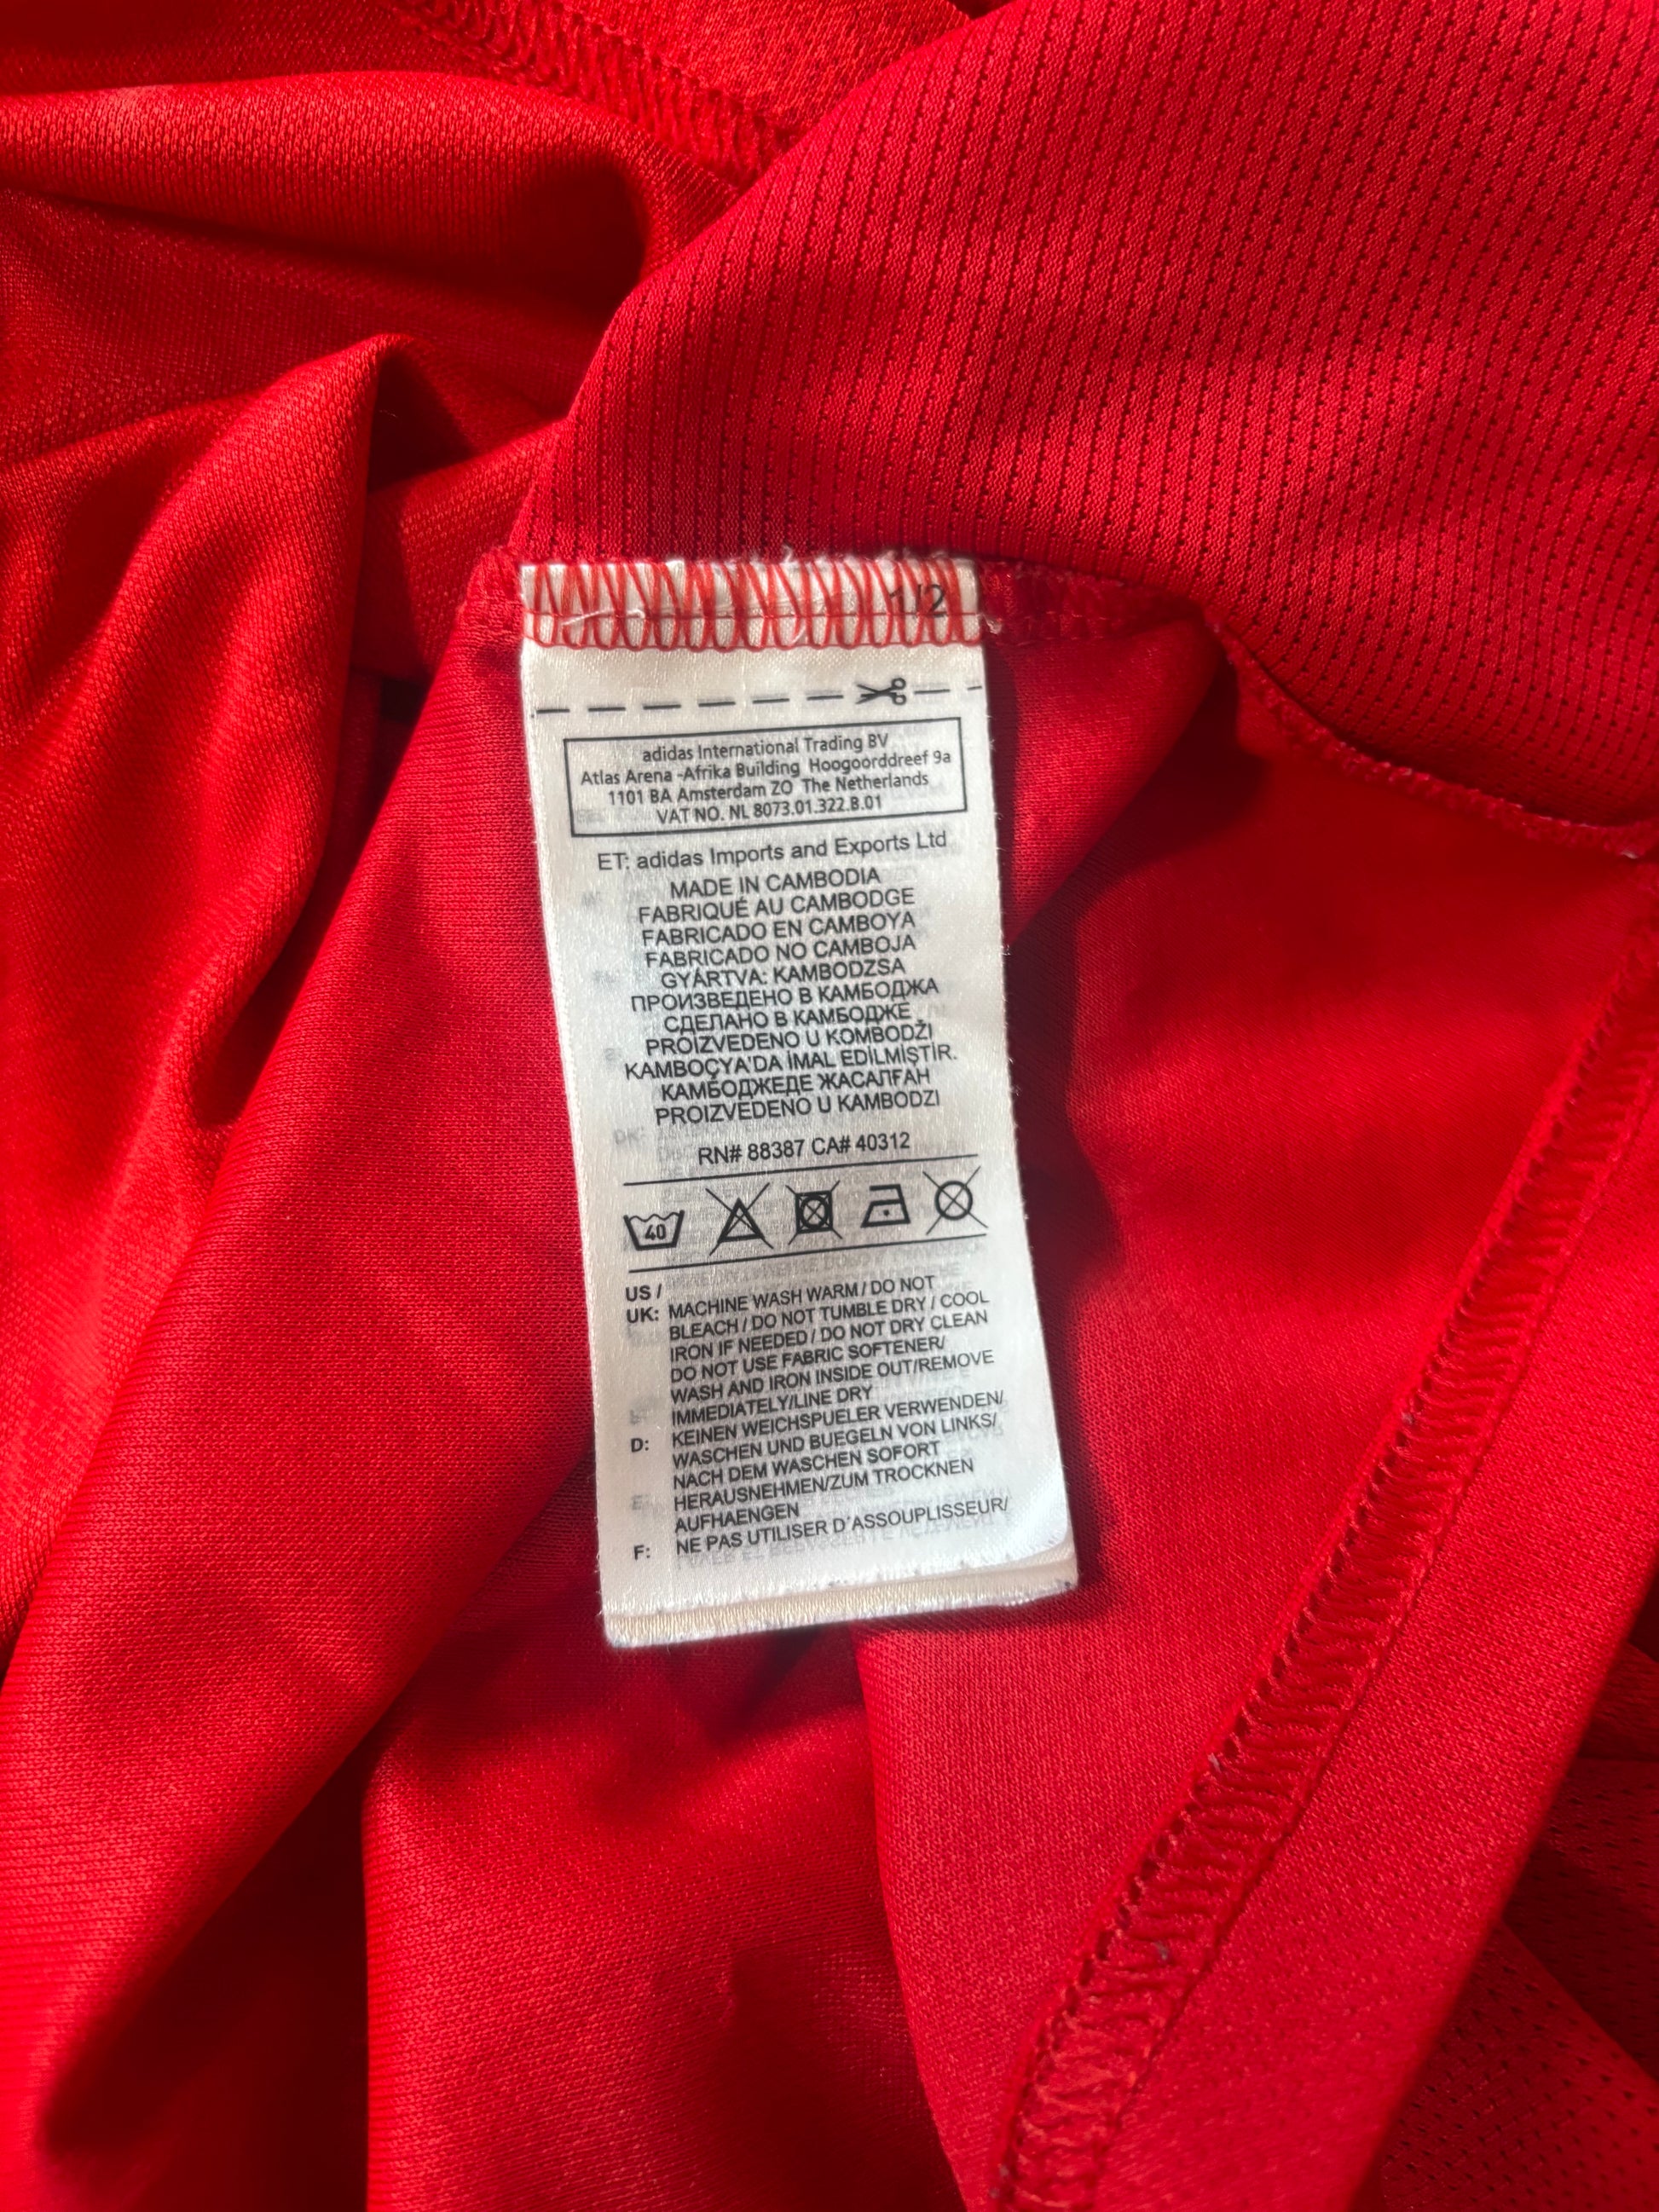 1/2
adidas International Trading BV
Atlas Arena -Afrika Building Hoogoorddreef 9a
1101 BA Amsterdam ZO The Netherlands
VAT NO. NL 8073.01.322.B.01
ET: adidas Imports and Exports Ltd
MADE IN CAMBODIA
FABRIQUÉ AU CAMBODGE
FABRICADO EN CAMBOYA
FABRICADO NO CAMBOJA
GYÁRTVA: KAMBODZSA
ПРОИЗВЕДЕНО В КАМБОДЖА
СДЕЛАНО В КАМБОДЖЕ
PROIZVEDENO U KOMBODŽI
KAMBOÇYA'DA İMAL EDİLMİŞTİR.
КАМБОДЖЕДЕ ЖАСАЛҒАН
PROIZVEDENO U KAMBODZI
RN# 88387 CA# 40312
40
US /
UK: MACHINE WASH WARM / DO NOT
BLEACH / DO NOT TUMBLE DRY / COOL
IRON IF NEEDED / DO NOT DRY CLEAN
DO NOT USE FABRIC SOFTENER/
WASH AND IRON INSIDE OUT/REMOVE
IMMEDIATELY/LINE DRY
D: KEINEN WEICHSPUELER VERWENDEN/
WASCHEN UND BUEGELN VON LINKS/
NACH DEM WASCHEN SOFORT
HERAUSNEHMEN/ZUM TROCKNEN
AUFHAENGEN
F: NE PAS UTILISER D'ASSOUPLISSEUR/